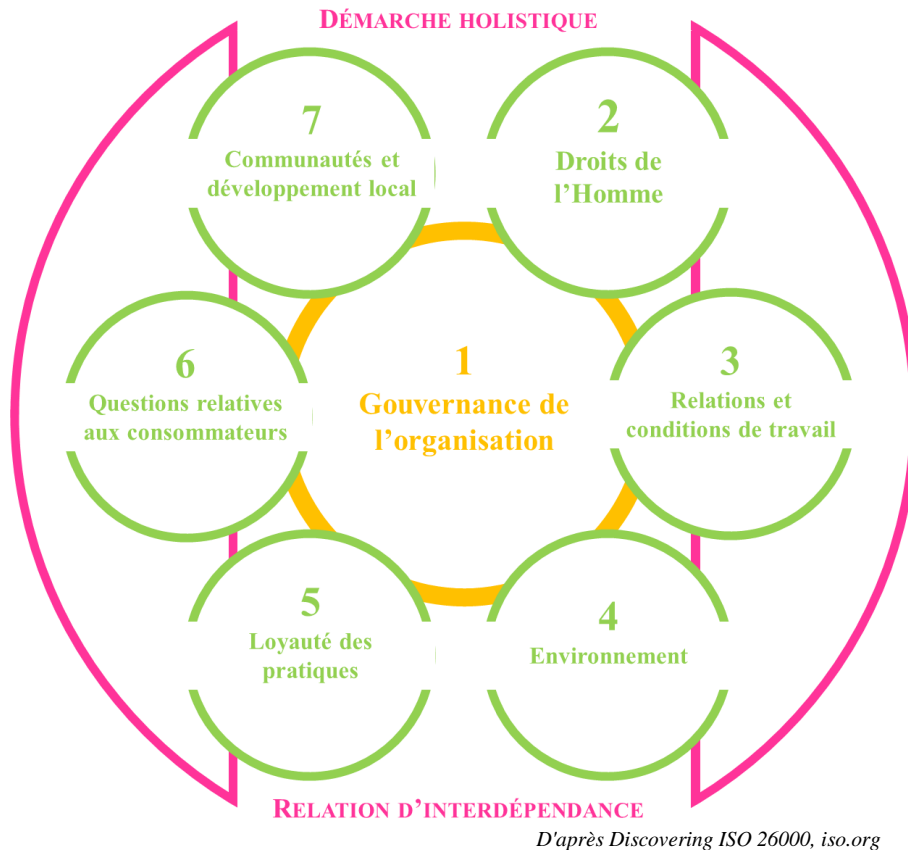 DÉMARCHE HOLISTIQUE
7
Communautés et
développement local
2
Droits de
l’Homme
6
Questions relatives
aux consommateurs
1
Gouvernance de
l’organisation
3
Relations et
conditions de travail
5
Loyauté des
pratiques
4
Environnement
RELATION D’INTERDÉPENDANCE
D'après Discovering ISO 26000, iso.org